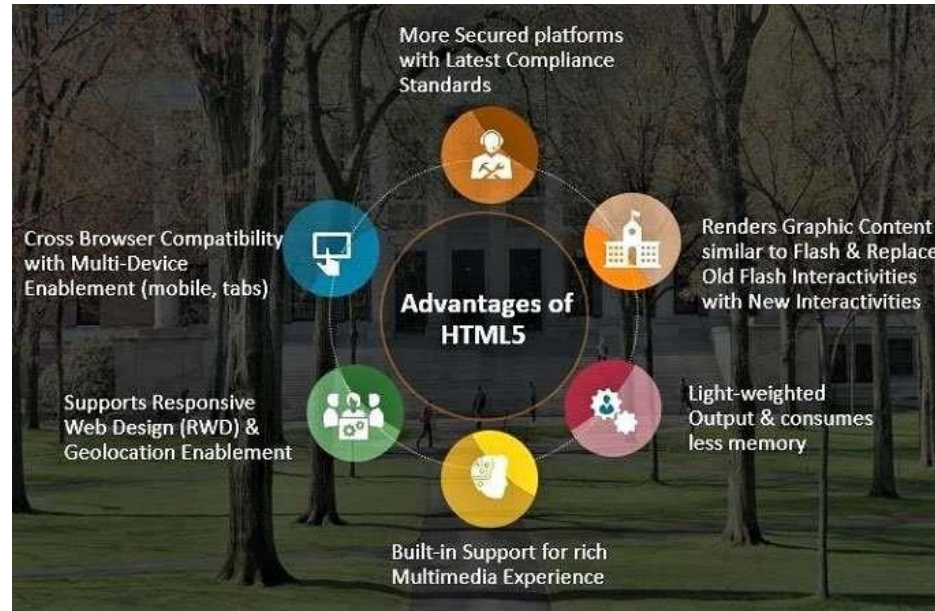 More Secured platforms
with Latest Compliance
Standards
Renders Graphic Content
similar to Flash & Replace
Old Flash Interactivities
with New Interactivities
Light-weighted
Output & consumes
less memory
Built-in Support for rich
Multimedia Experience
Supports Responsive
Web Design (RWD) &
Geolocation Enablement
Cross Browser Compatibility
with Multi-Device
Enablement (mobile, tabs)
Advantages of
HTML5